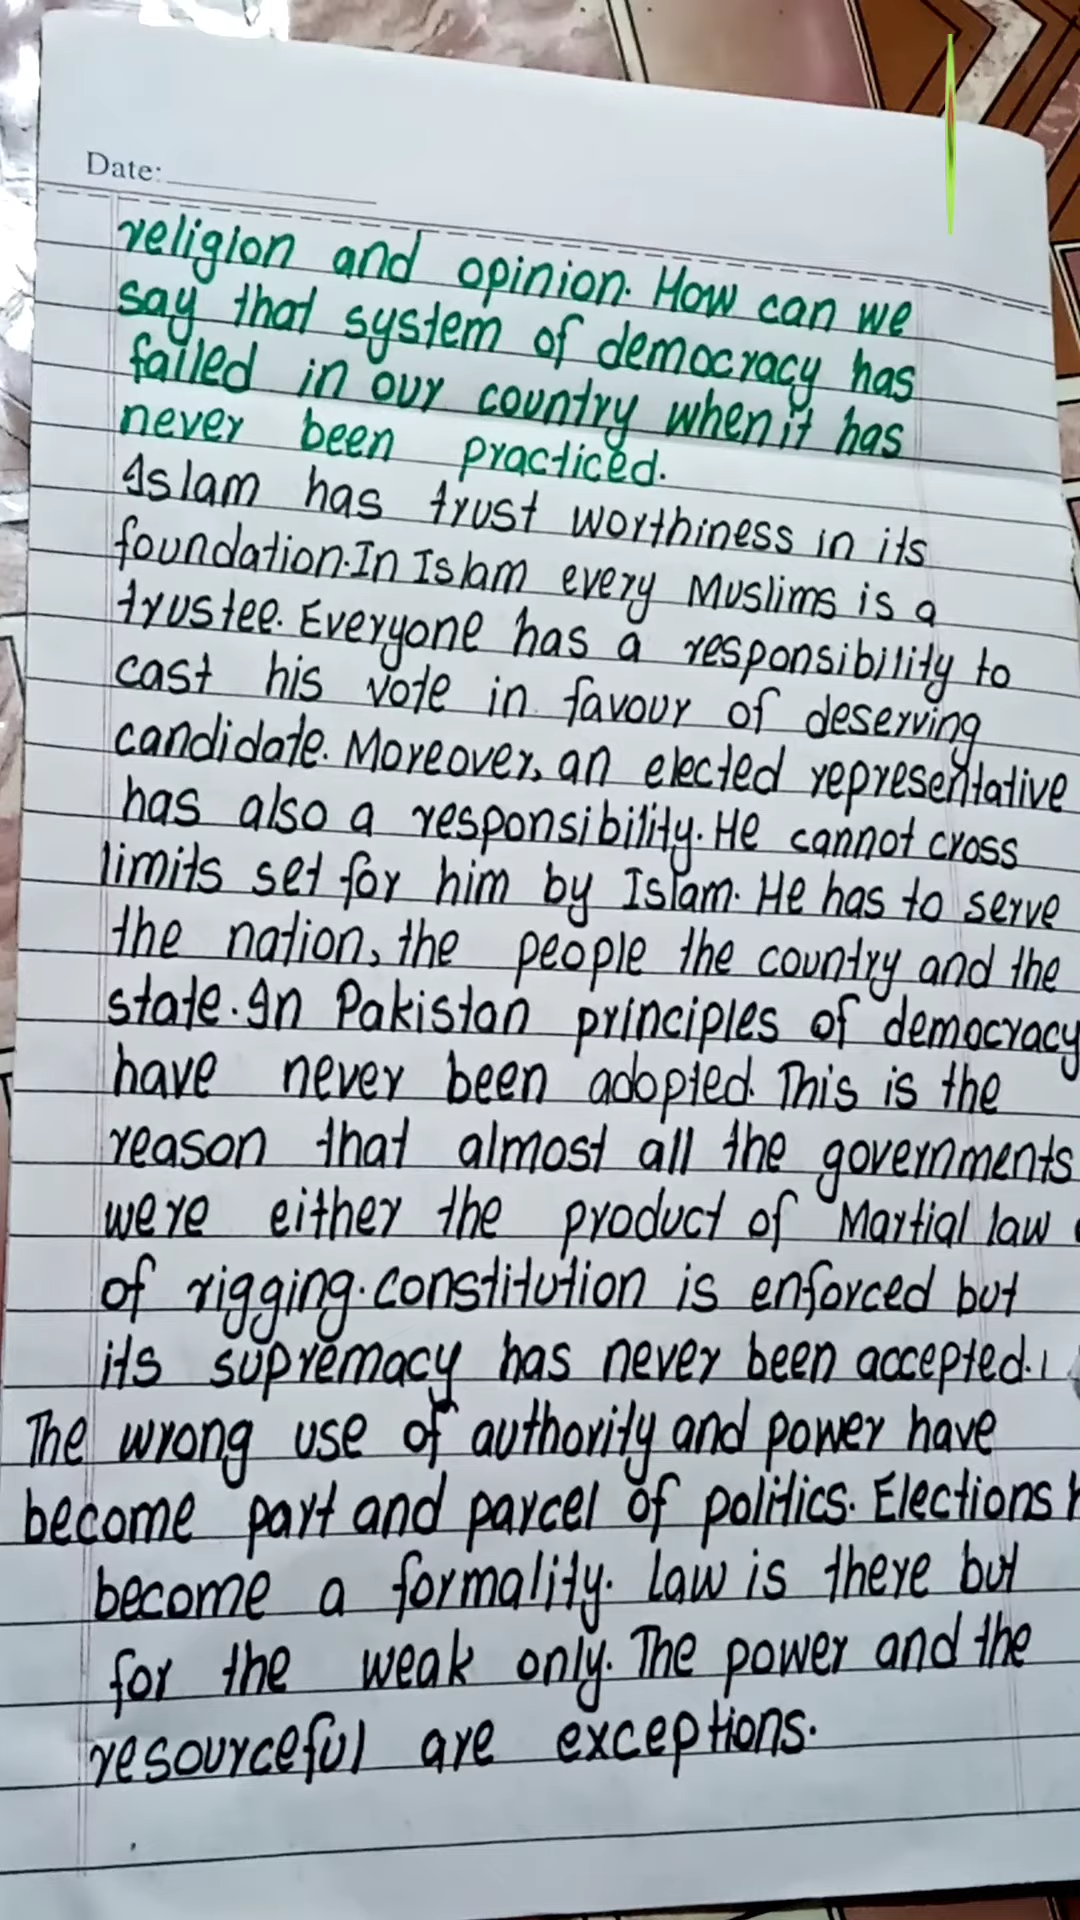 Date:
religion and opinion. How can we
say that system of democracy has
failed in our country when it has
never been practiced.
Islam has trust worthiness in its
foundation. In Islam every Muslims is a
trustee. Everyone has a responsibility to
cast his vote in favour of deserving
candidate. Moreover, an elected representative
has also a responsibility. He cannot cross
limits set for him by Islam. He has to serve
the nation, the people the country and the
state. In Pakistan principles of democracy
have never been adopted. This is the
reason that almost all the governments
were either the product of Martial law
of rigging. constitution is enforced but
its supremacy has never been accepted.
The wrong use of authority and power have
become part and parcel of politics. Elections
become a formality. Law is there but
for the weak only. The power and the
resourceful are exceptions.